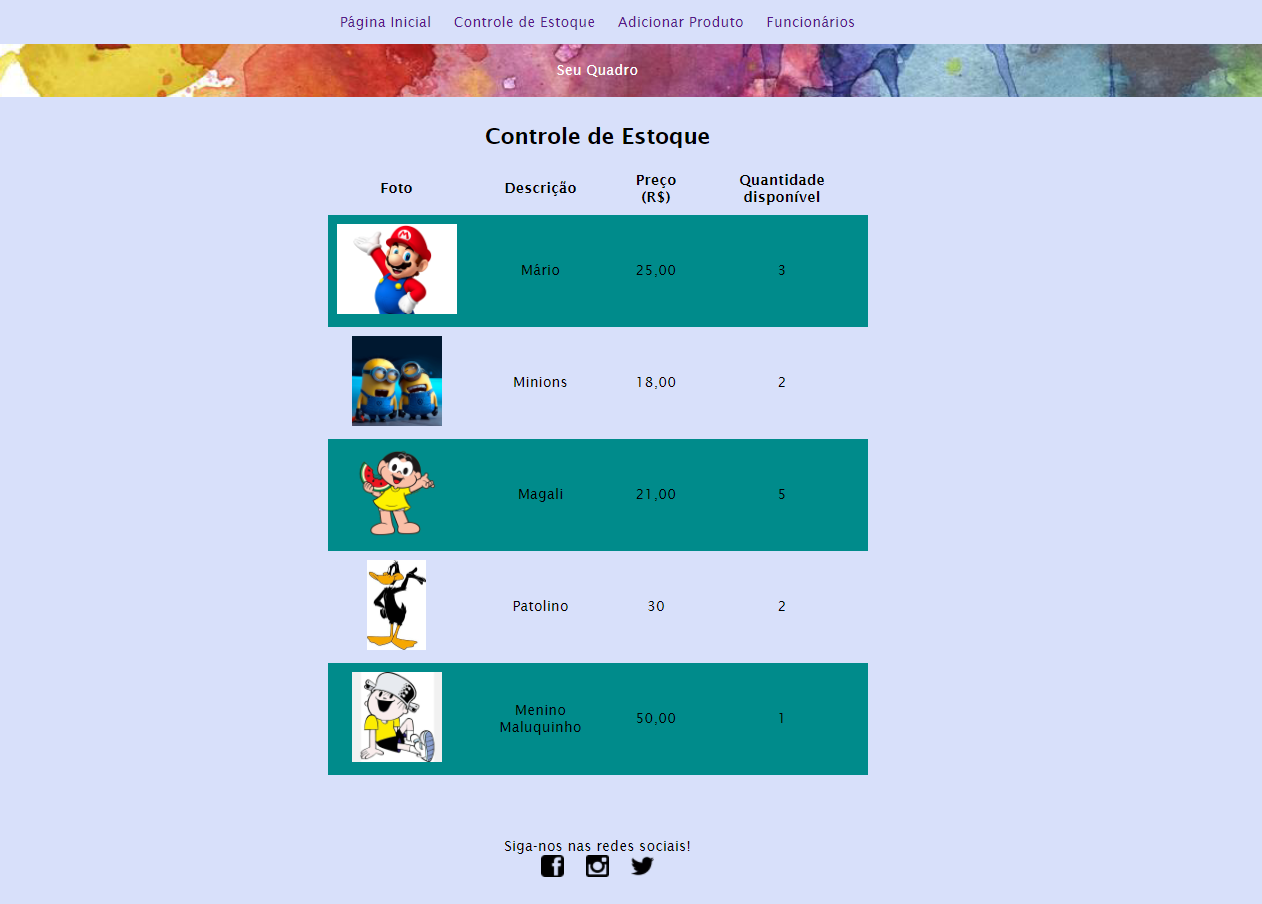 Página Inicial Controle de Estoque Adicionar Produto Funcionários
Seu Quadro
Controle de Estoque
Foto Descrição Preço (R$) Quantidade disponível
Mário 25,00 3
Minions 18,00 2
Magali 21,00 5
Patolino 30 2
Menino Maluquinho 50,00 1
Siga-nos nas redes sociais!